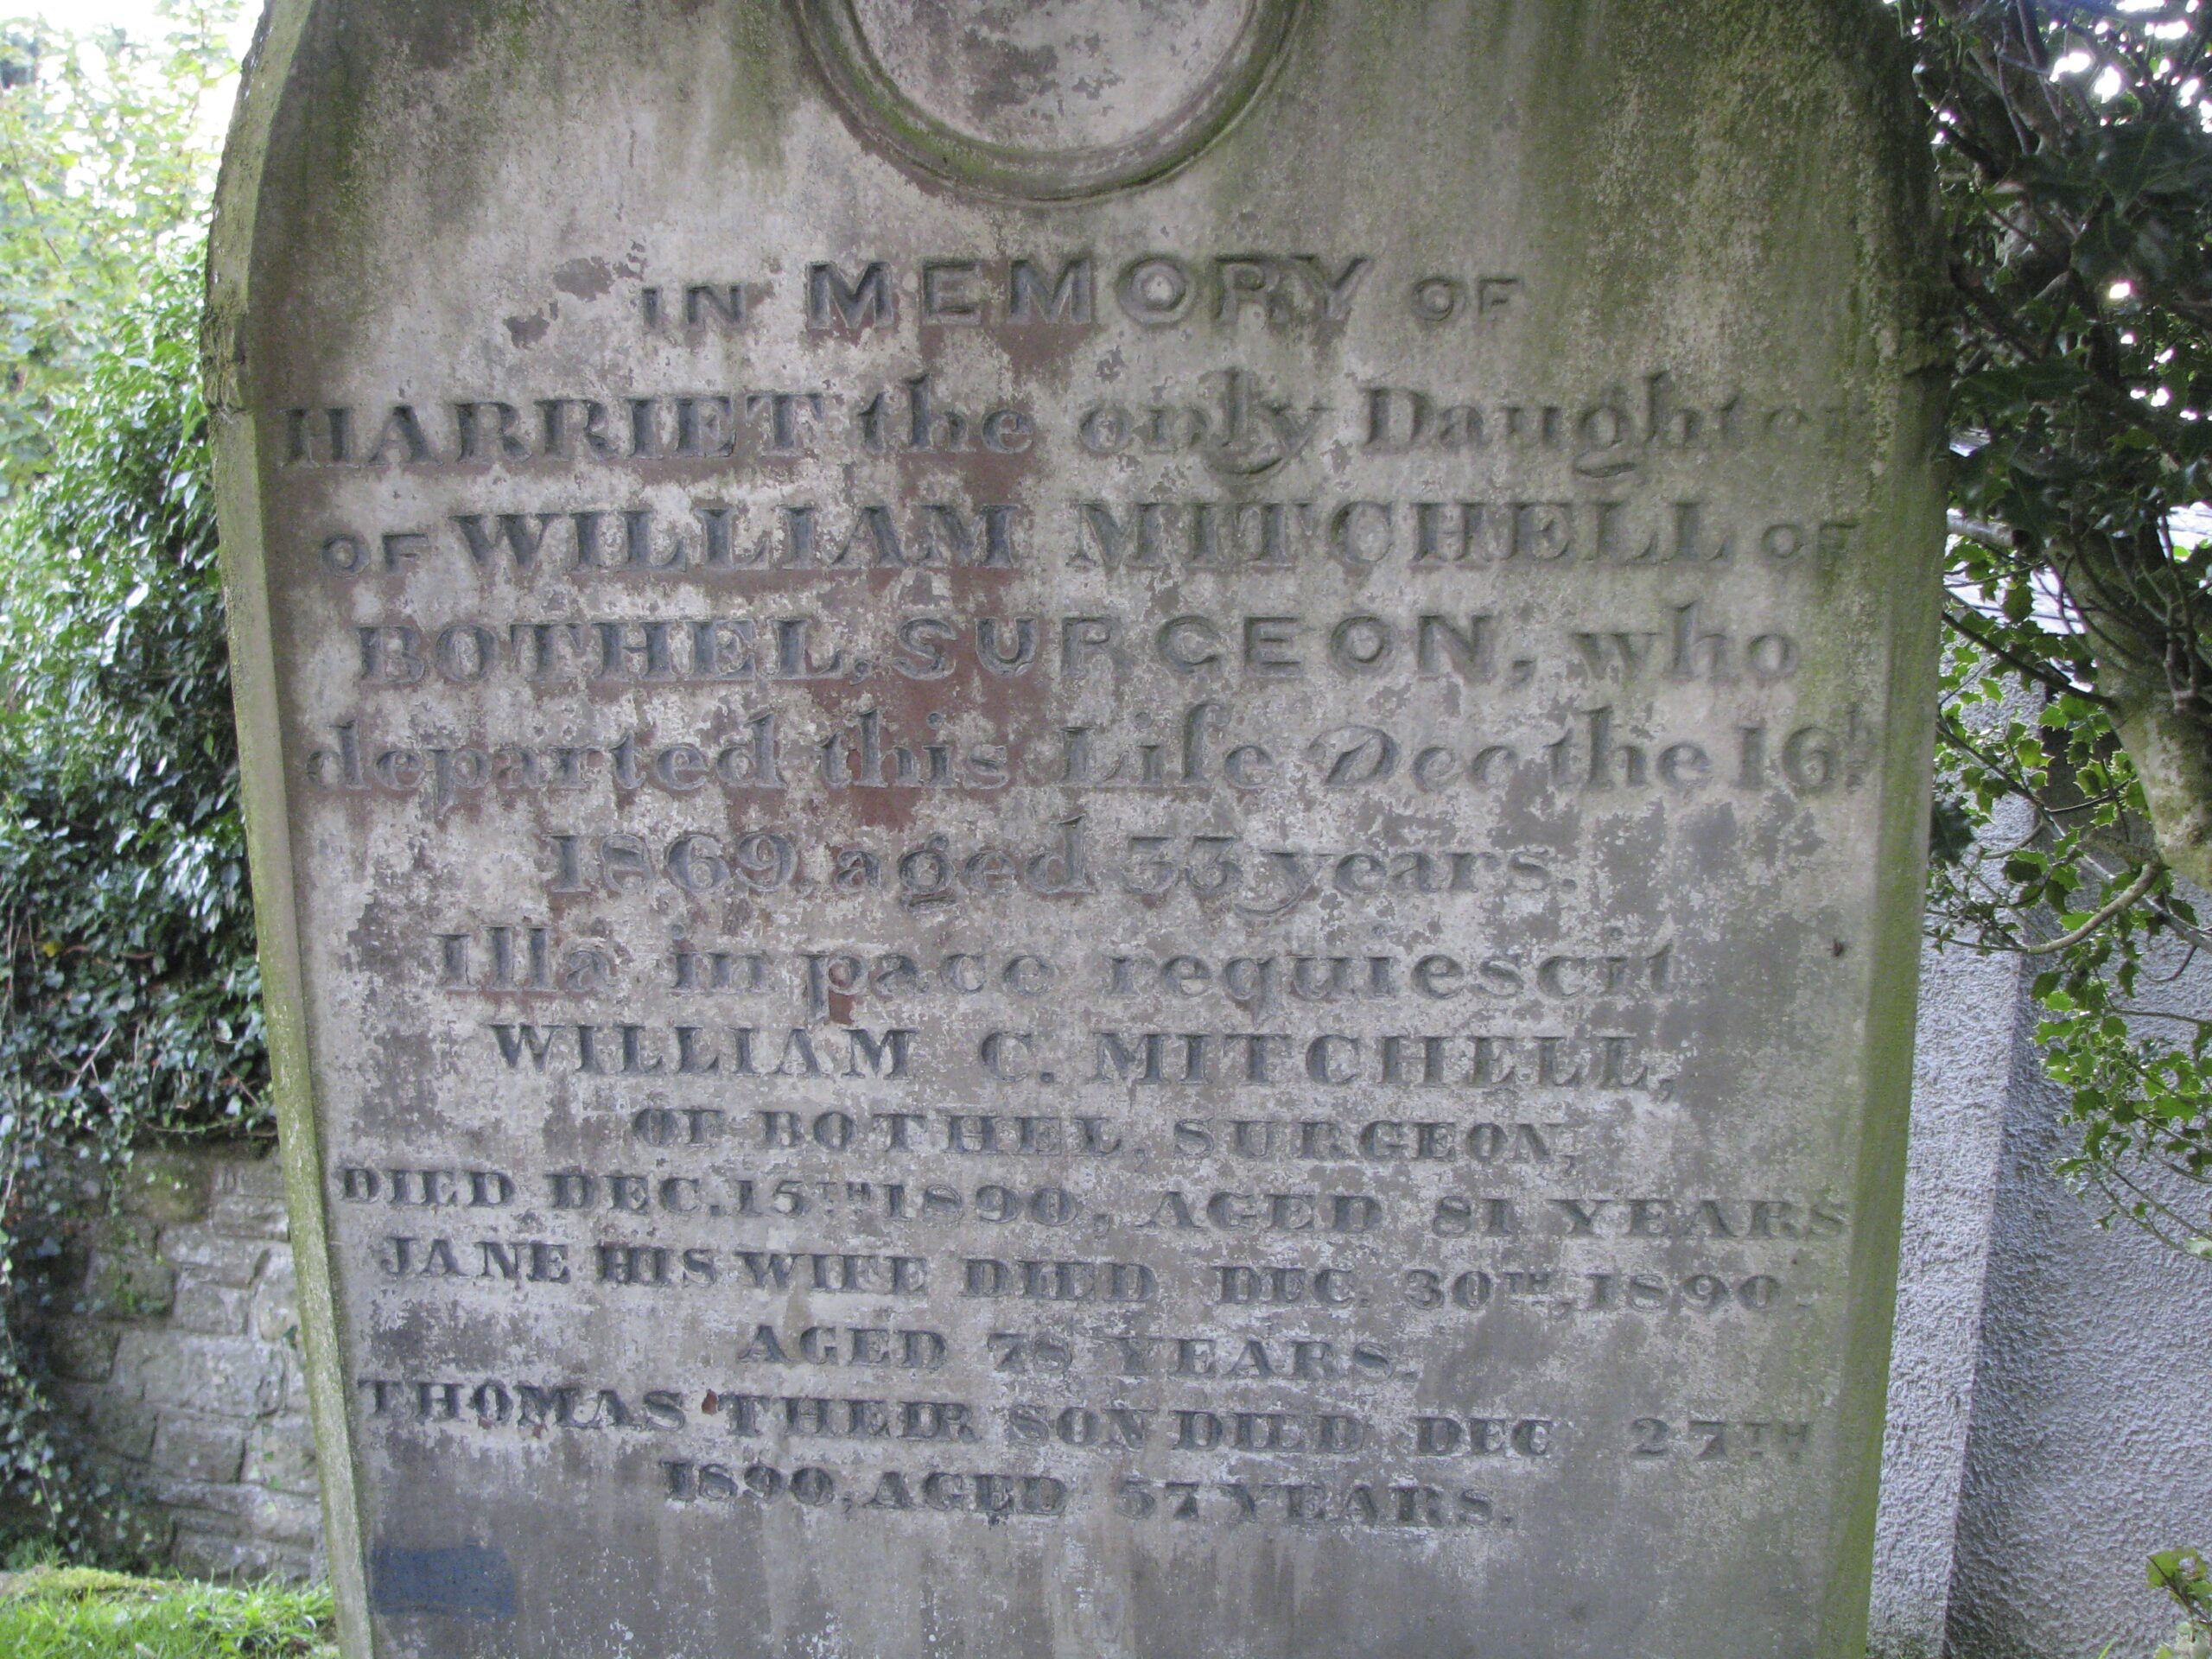 IN MEMORY OF
HARRIET the only Daughter
OF WILLIAM MITCHELL OF
BOTHEL, SURGEON, who
departed this Life Dec the 16th
1869, aged 33 years.
Illa in pace requiescit
WILLIAM C. MITCHELL,
OF BOTHEL, SURGEON,
DIED DEC. 15TH 1890, AGED 81 YEARS
JANE HIS WIFE DIED DEC. 30TH, 1890,
AGED 78 YEARS.
THOMAS THEIR SON DIED DEC 27TH
1890, AGED 57 YEARS.